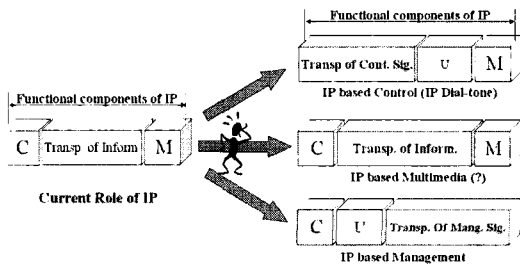 Functional components of IP
Transp of Cont. Sig. U M
IP based Control (IP Dial-tone)
Functional components of IP
C Transp. of Inform M
Current Role of IP
C Transp. of Inform. M
IP based Multimedia (?)
C U Transp. Of Mang. Sig.
IP based Management